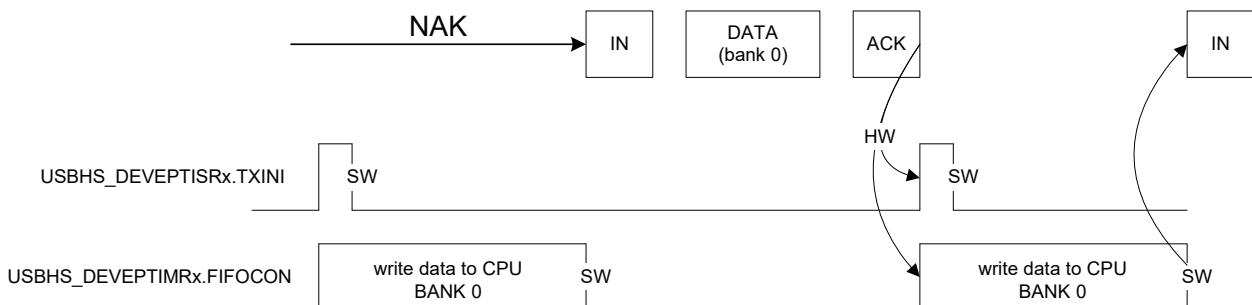 NAK
IN
DATA
(bank 0)
ACK
IN
HW
USBHS_DEVEPTISRx.TXINI
SW
SW
USBHS_DEVEPTIMRx.FIFOCON
write data to CPU
BANK 0
SW
write data to CPU
BANK 0
SW